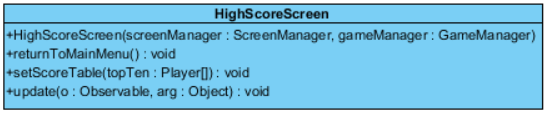 HighScoreScreen
+HighScoreScreen(screenManager : ScreenManager, gameManager : GameManager)
+returnToMainMenu() : void
+setScoreTable(topTen : Player[]) : void
+update(o : Observable, arg : Object) : void